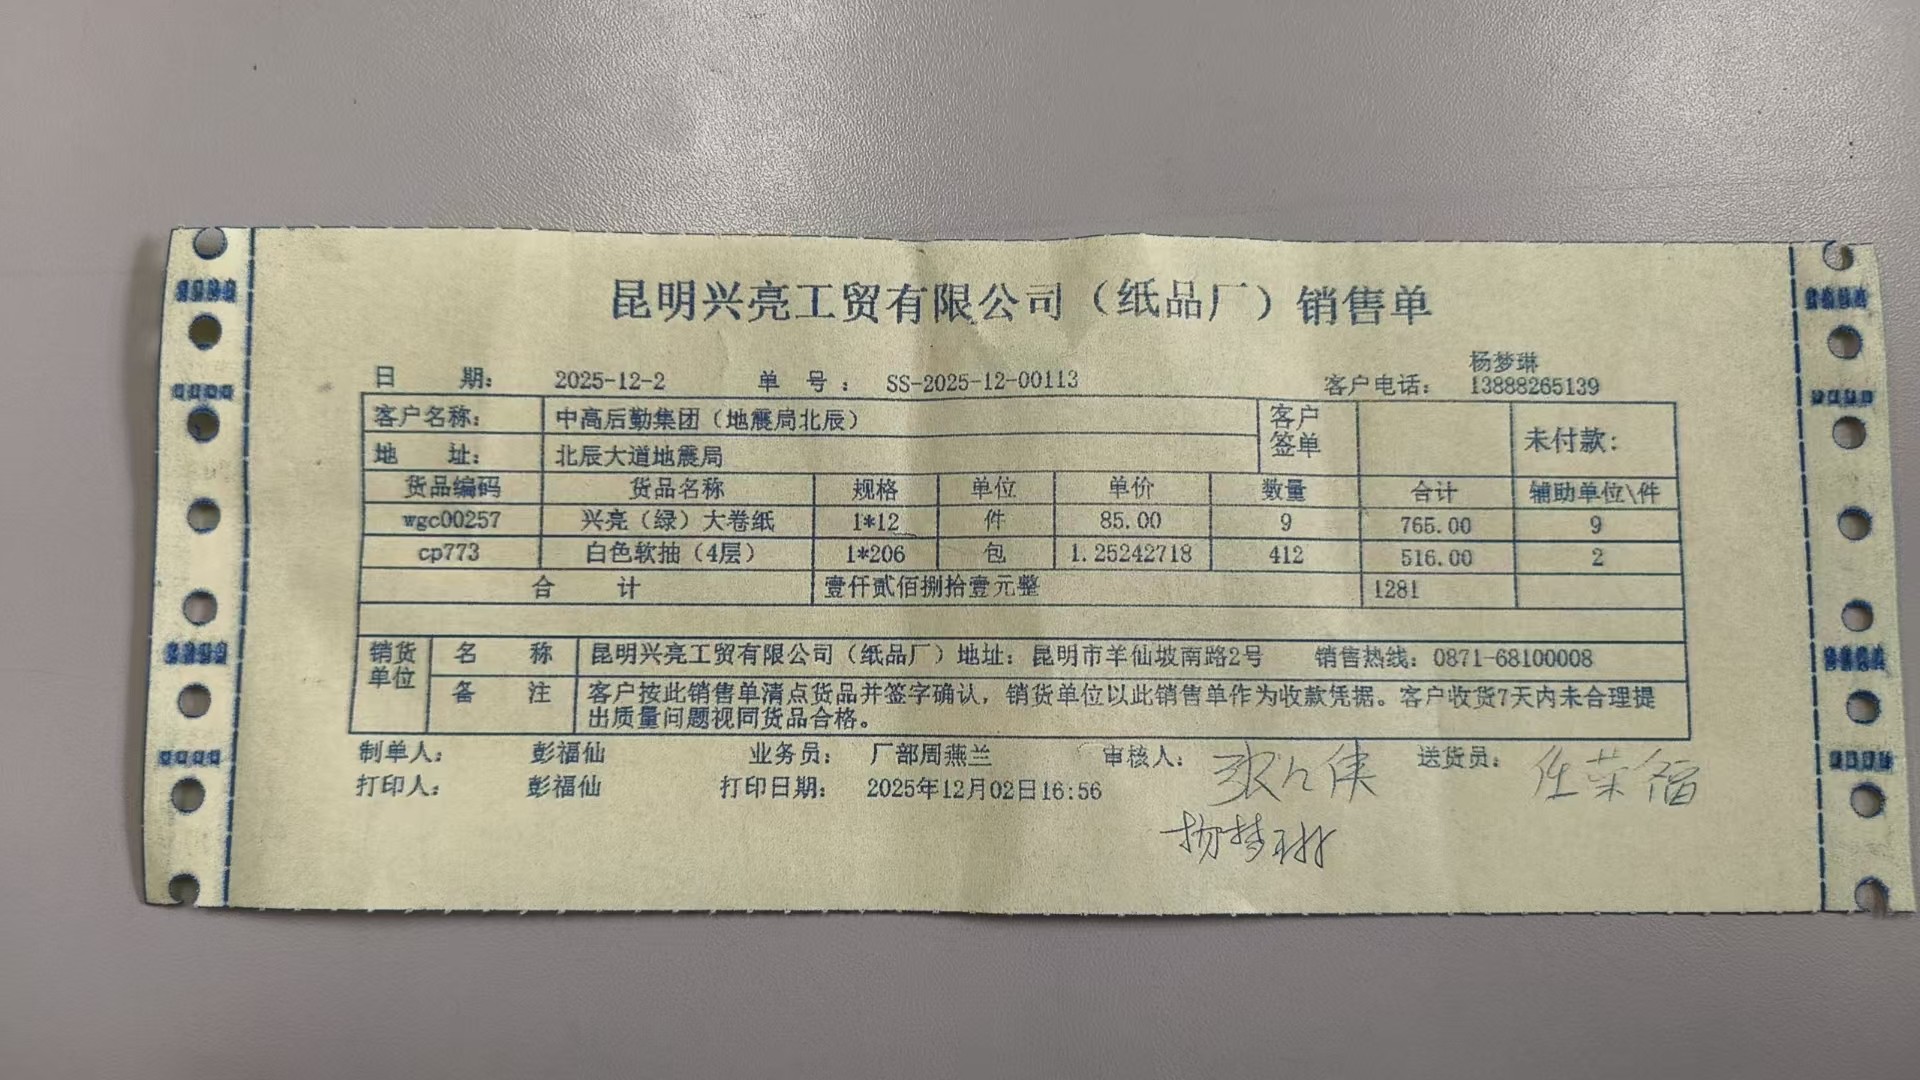 昆明兴亮工贸有限公司（纸品厂）销售单
杨梦琳
日 期： 2025-12-2 单 号： SS-2025-12-00113 客户电话： 13888265139
客户名称： 中高后勤集团（地震局北辰） 客户签单 未付款：
地 址： 北辰大道地震局
货品编码 货品名称 规格 单位 单价 数量 合计 辅助单位\件
wgc00257 兴亮（绿）大卷纸 1*12 件 85.00 9 765.00 9
cp773 白色软抽（4层） 1*206 包 1.25242718 412 516.00 2
合 计 壹仟贰佰捌拾壹元整 1281
销货单位 名 称 昆明兴亮工贸有限公司（纸品厂）地址：昆明市羊仙坡南路2号 销售热线：0871-68100008
备 注 客户按此销售单清点货品并签字确认，销货单位以此销售单作为收款凭据。客户收货7天内未合理提
出质量问题视同货品合格。
制单人： 彭福仙 业务员： 厂部周燕兰 审核人： 送货员： 任荣福
打印人： 彭福仙 打印日期： 2025年12月02日16:56
杨梦琳